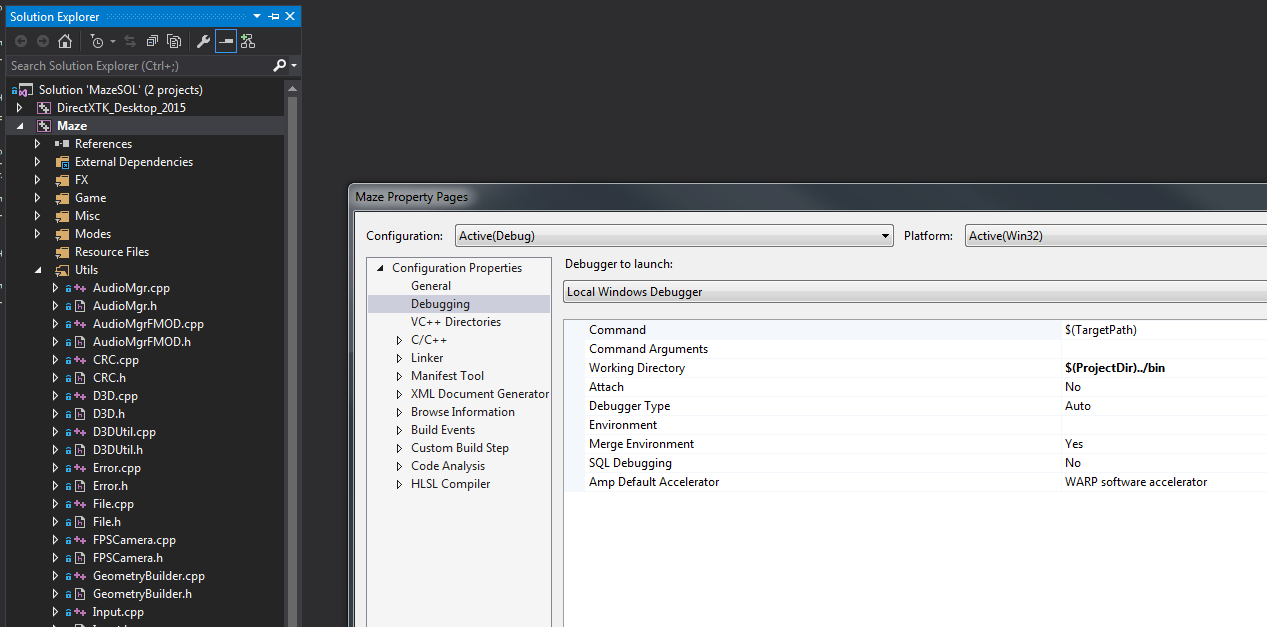 Solution Explorer
Search Solution Explorer (Ctrl+;)
Solution 'MazeSOL' (2 projects)
DirectXTK_Desktop_2015
Maze
References
External Dependencies
FX
Game
Misc
Modes
Resource Files
Utils
AudioMgr.cpp
AudioMgr.h
AudioMgrFMOD.cpp
AudioMgrFMOD.h
CRC.cpp
CRC.h
D3D.cpp
D3D.h
D3DUtil.cpp
D3DUtil.h
Error.cpp
Error.h
File.cpp
File.h
FPSCamera.cpp
FPSCamera.h
GeometryBuilder.cpp
GeometryBuilder.h
Input.cpp
Maze Property Pages
Configuration: Active(Debug) Platform: Active(Win32)
Configuration Properties
General
Debugging
VC++ Directories
C/C++
Linker
Manifest Tool
XML Document Generator
Browse Information
Build Events
Custom Build Step
Code Analysis
HLSL Compiler
Debugger to launch:
Local Windows Debugger
Command $(TargetPath)
Command Arguments
Working Directory $(ProjectDir)../bin
Attach No
Debugger Type Auto
Environment
Merge Environment Yes
SQL Debugging No
Amp Default Accelerator WARP software accelerator